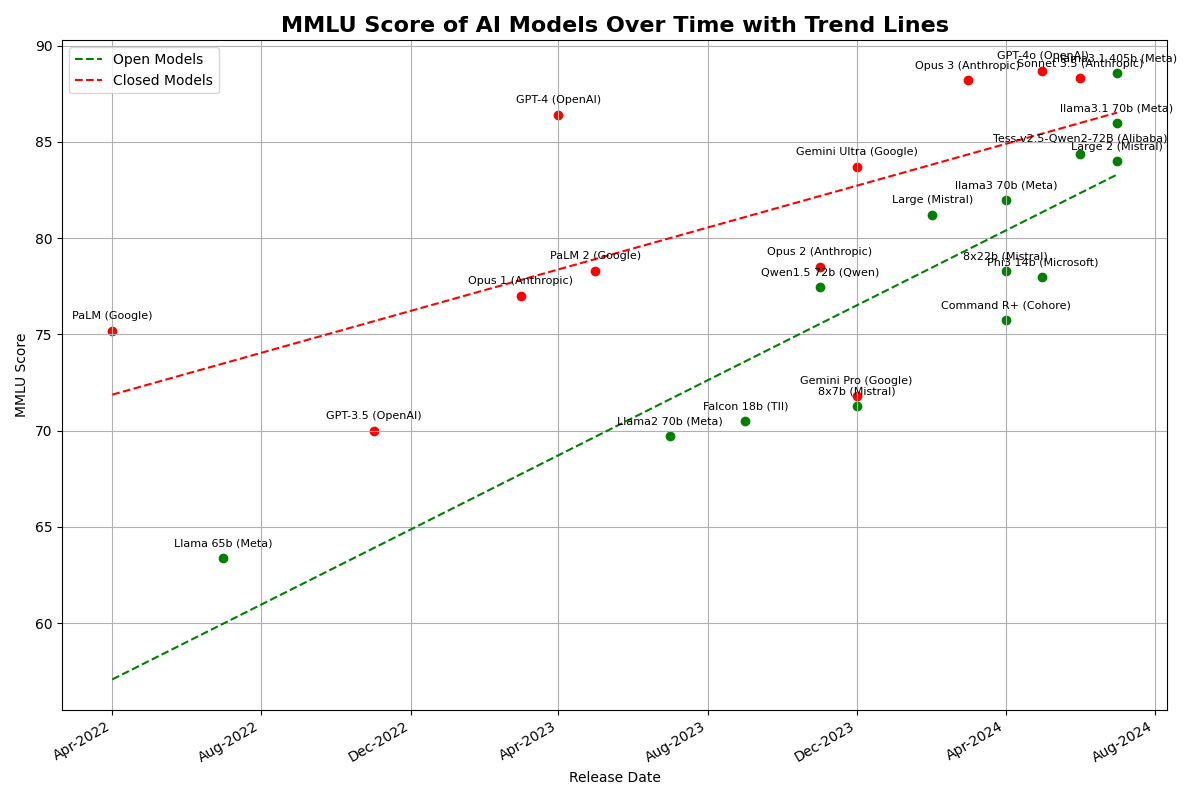 MMLU Score of AI Models Over Time with Trend Lines
Open Models
Closed Models
90
85
80
75
70
65
60
MMLU Score
GPT-4o (OpenAI)
llama3.1 405b (Meta)
Sonnet 3.5 (Anthropic)
Opus 3 (Anthropic)
GPT-4 (OpenAI)
llama3.1 70b (Meta)
Tess-v2.5-Qwen2-72B (Alibaba)
Large 2 (Mistral)
Gemini Ultra (Google)
llama3 70b (Meta)
Large (Mistral)
PaLM 2 (Google)
Opus 2 (Anthropic)
8x22b (Mistral)
Phi3 14b (Microsoft)
Qwen1.5 72b (Qwen)
Opus 1 (Anthropic)
Command R+ (Cohore)
PaLM (Google)
Gemini Pro (Google)
8x7b (Mistral)
Falcon 18b (TII)
GPT-3.5 (OpenAI)
Llama2 70b (Meta)
Llama 65b (Meta)
Apr-2022
Aug-2022
Dec-2022
Apr-2023
Aug-2023
Dec-2023
Apr-2024
Aug-2024
Release Date